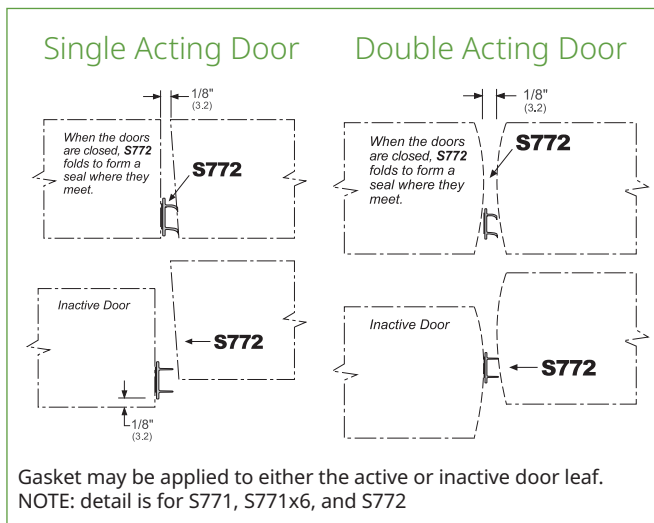 Single Acting Door
1/8"
(3.2)
When the doors
are closed, S772
folds to form a
seal where they
meet.
S772
Inactive Door
S772
1/8"
(3.2)
Double Acting Door
1/8"
(3.2)
When the doors
are closed, S772
folds to form a
seal where they
meet.
S772
Inactive Door
S772
Gasket may be applied to either the active or inactive door leaf.
NOTE: detail is for S771, S771x6, and S772